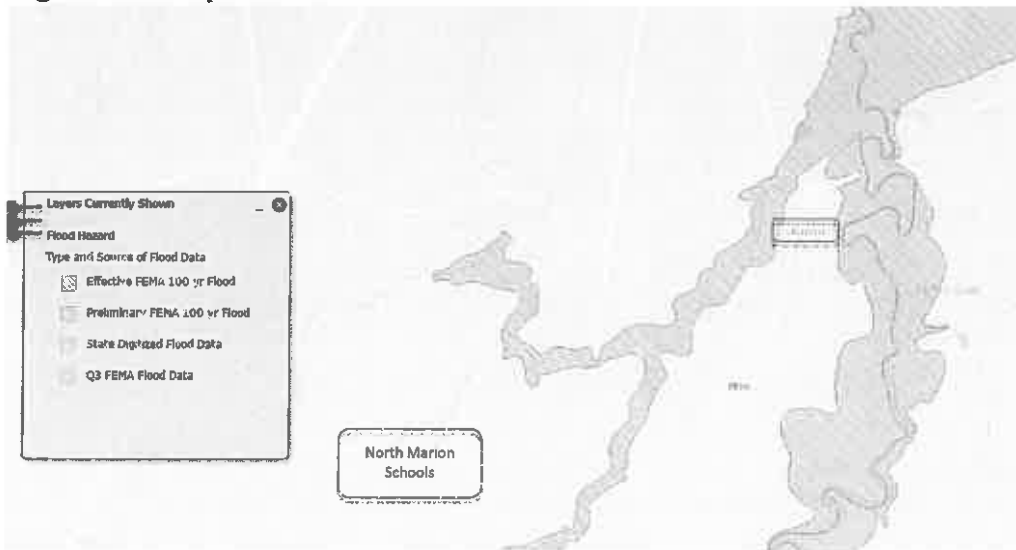 Layers Currently Shown
Flood Hazard
Type and Source of Flood Data
Effective FEMA 100 yr Flood
Preliminary FEMA 100 yr Flood
State Digitized Flood Data
Q3 FEMA Flood Data
North Marion
Schools